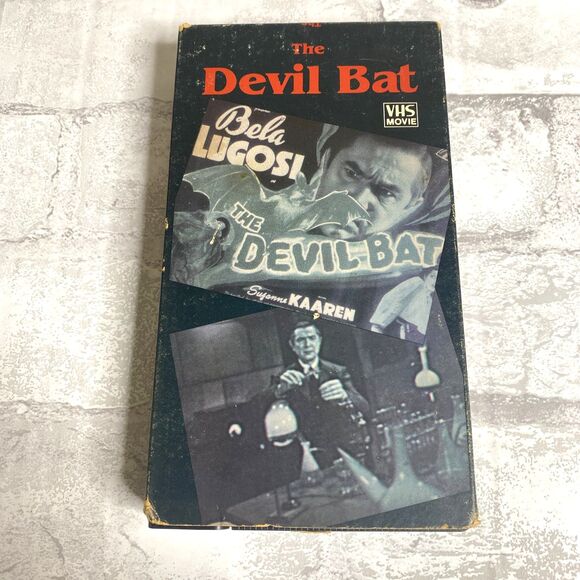 The
Devil Bat
VHS
MOVIE
Bela
LUGOSI
THE
DEVIL BAT
Suzanne KAAREN